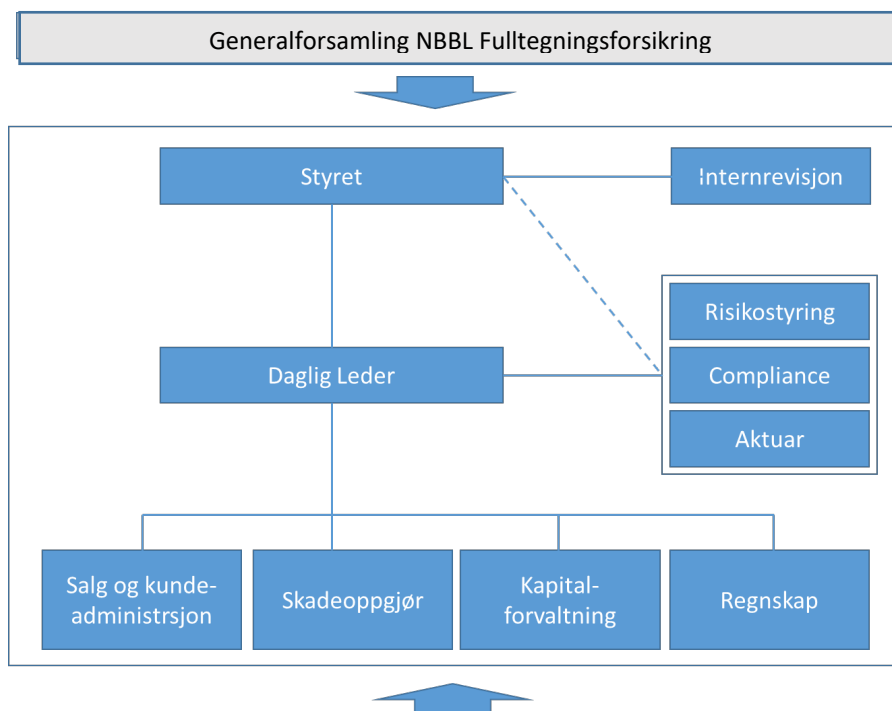 Generalforsamling NBBL Fulltegningsforsikring
Styret
Internrevisjon
Risikostyring
Daglig Leder
Compliance
Aktuar
Salg og kunde-
administrsjon
Skadeoppgjør
Kapital-
forvaltning
Regnskap